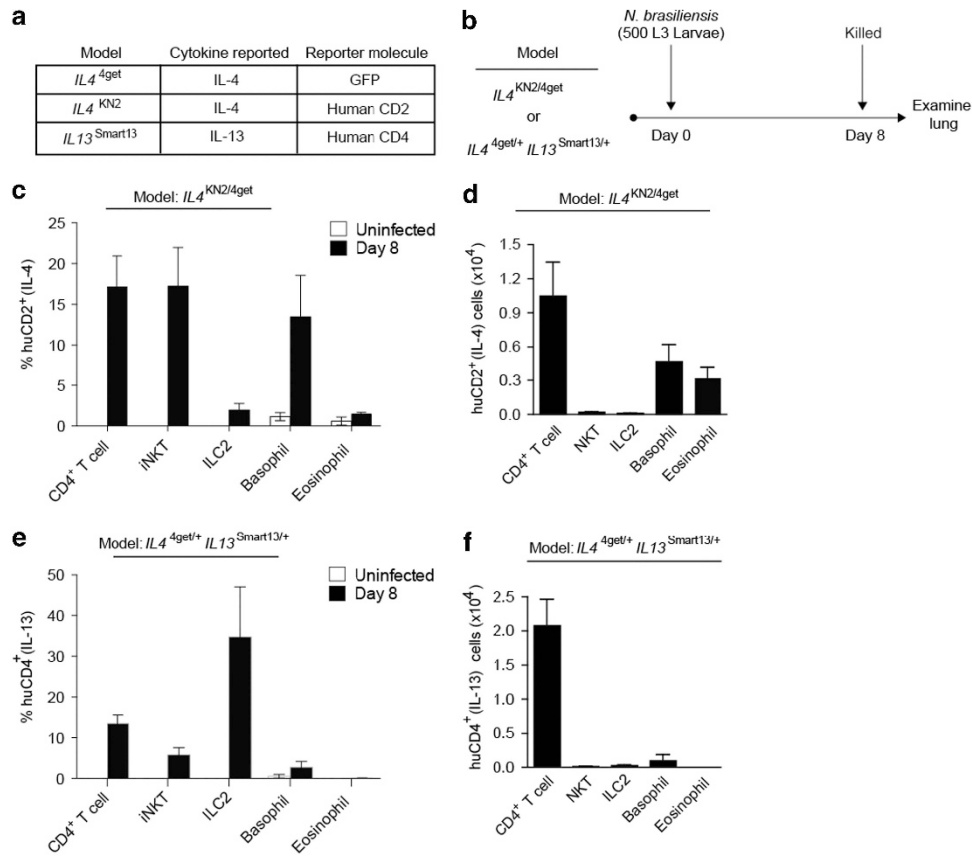 a
Model Cytokine reported Reporter molecule
IL4 4get IL-4 GFP
IL4 KN2 IL-4 Human CD2
IL13 Smart13 IL-13 Human CD4
b
Model
IL4 KN2/4get
or
IL4 4get/+ IL13 Smart13/+
N. brasiliensis
(500 L3 Larvae)
Killed
Day 0
Day 8
Examine
lung
c
Model: IL4 KN2/4get
Uninfected
Day 8
% huCD2+ (IL-4)
25
20
15
10
5
0
CD4+ T cell
iNKT
ILC2
Basophil
Eosinophil
d
Model: IL4 KN2/4get
huCD2+ (IL-4) cells (x104)
1.5
1.2
0.9
0.6
0.3
0.0
CD4+ T cell
NKT
ILC2
Basophil
Eosinophil
e
Model: IL4 4get/+ IL13 Smart13/+
Uninfected
Day 8
% huCD4+ (IL-13)
50
40
30
20
10
0
CD4+ T cell
iNKT
ILC2
Basophil
Eosinophil
f
Model: IL4 4get/+ IL13 Smart13/+
huCD4+ (IL-13) cells (x104)
2.5
2.0
1.5
1.0
0.5
0.0
CD4+ T cell
NKT
ILC2
Basophil
Eosinophil